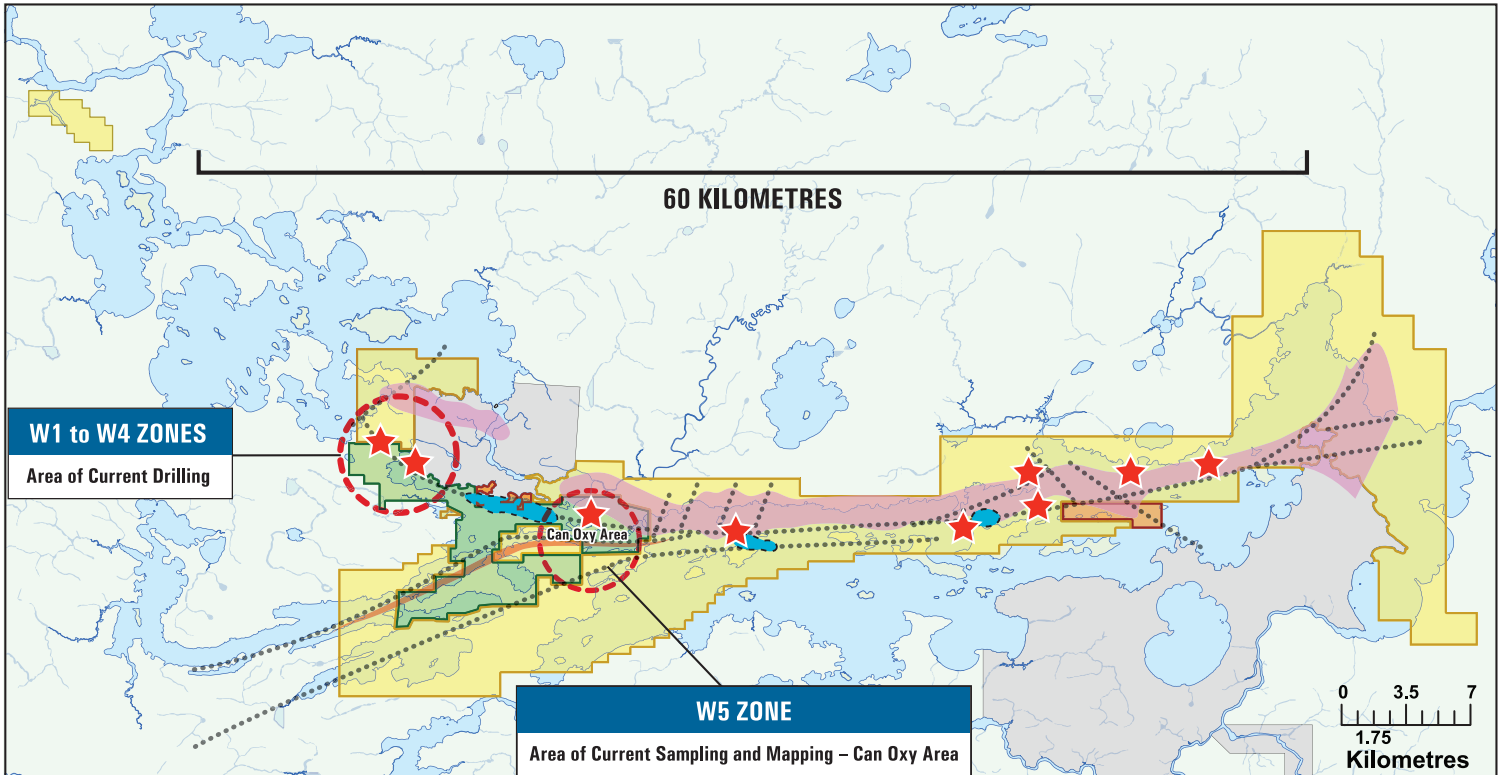 60 KILOMETRES
W1 to W4 ZONES
Area of Current Drilling
Can Oxy Area
W5 ZONE
Area of Current Sampling and Mapping – Can Oxy Area
0 3.5 7
1.75
Kilometres